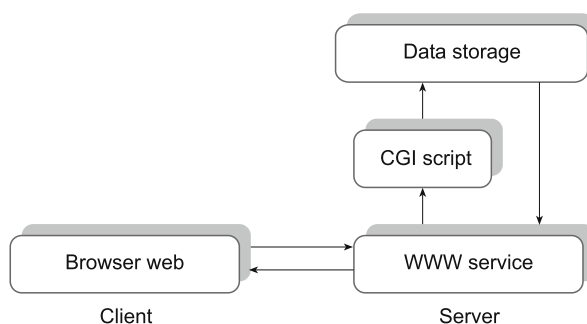 Data storage
CGI script
Browser web
WWW service
Client
Server